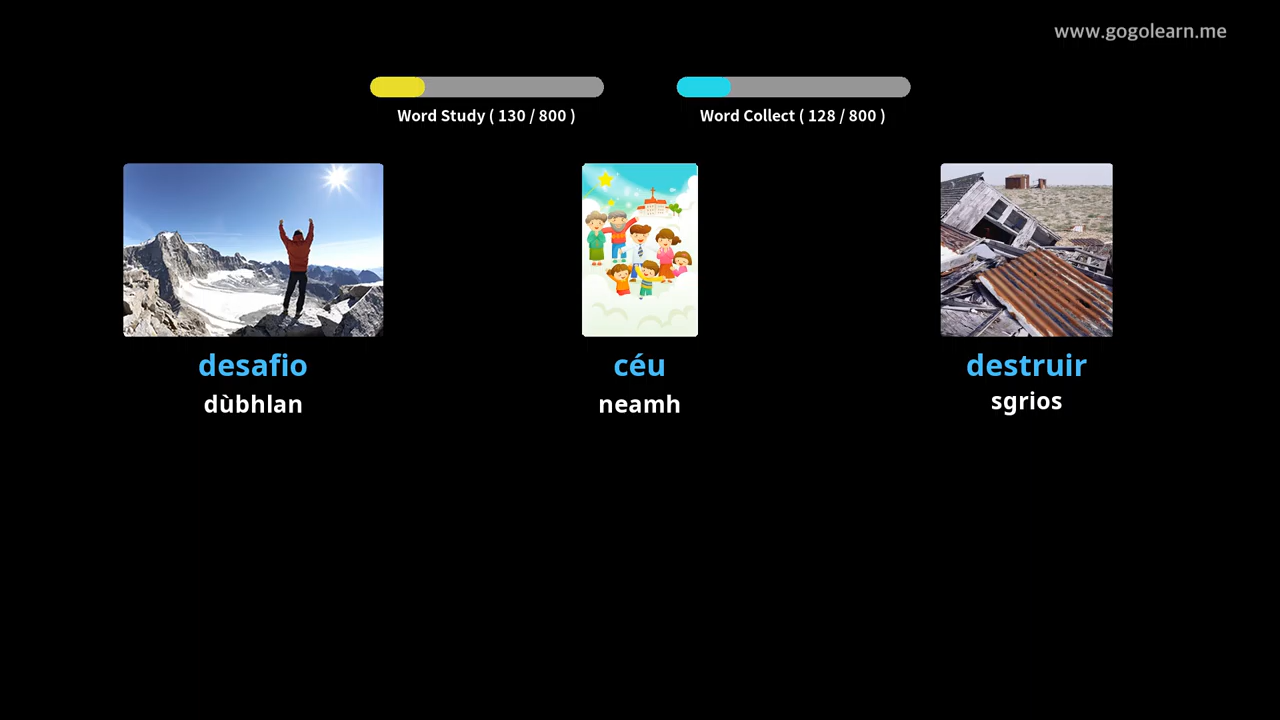 www.gogolearn.me
Word Study ( 130 / 800 )
Word Collect ( 128 / 800 )
desafio
dùbhlan
céu
neamh
destruir
sgrios